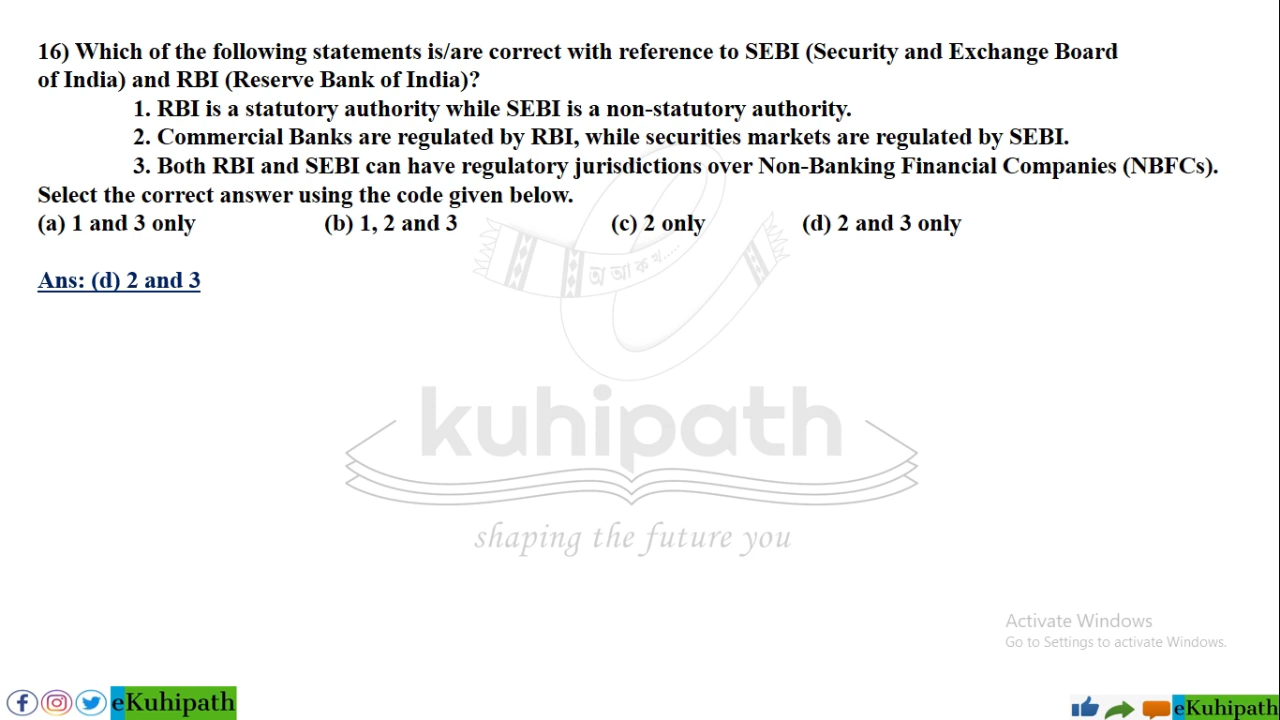 16) Which of the following statements is/are correct with reference to SEBI (Security and Exchange Board
of India) and RBI (Reserve Bank of India)?
1. RBI is a statutory authority while SEBI is a non-statutory authority.
2. Commercial Banks are regulated by RBI, while securities markets are regulated by SEBI.
3. Both RBI and SEBI can have regulatory jurisdictions over Non-Banking Financial Companies (NBFCs).
Select the correct answer using the code given below.
(a) 1 and 3 only (b) 1, 2 and 3 (c) 2 only (d) 2 and 3 only
অ আ ক খ.....
Ans: (d) 2 and 3
kuhipath
shaping the future you
Activate Windows
Go to Settings to activate Windows.
eKuhipath
eKuhipath